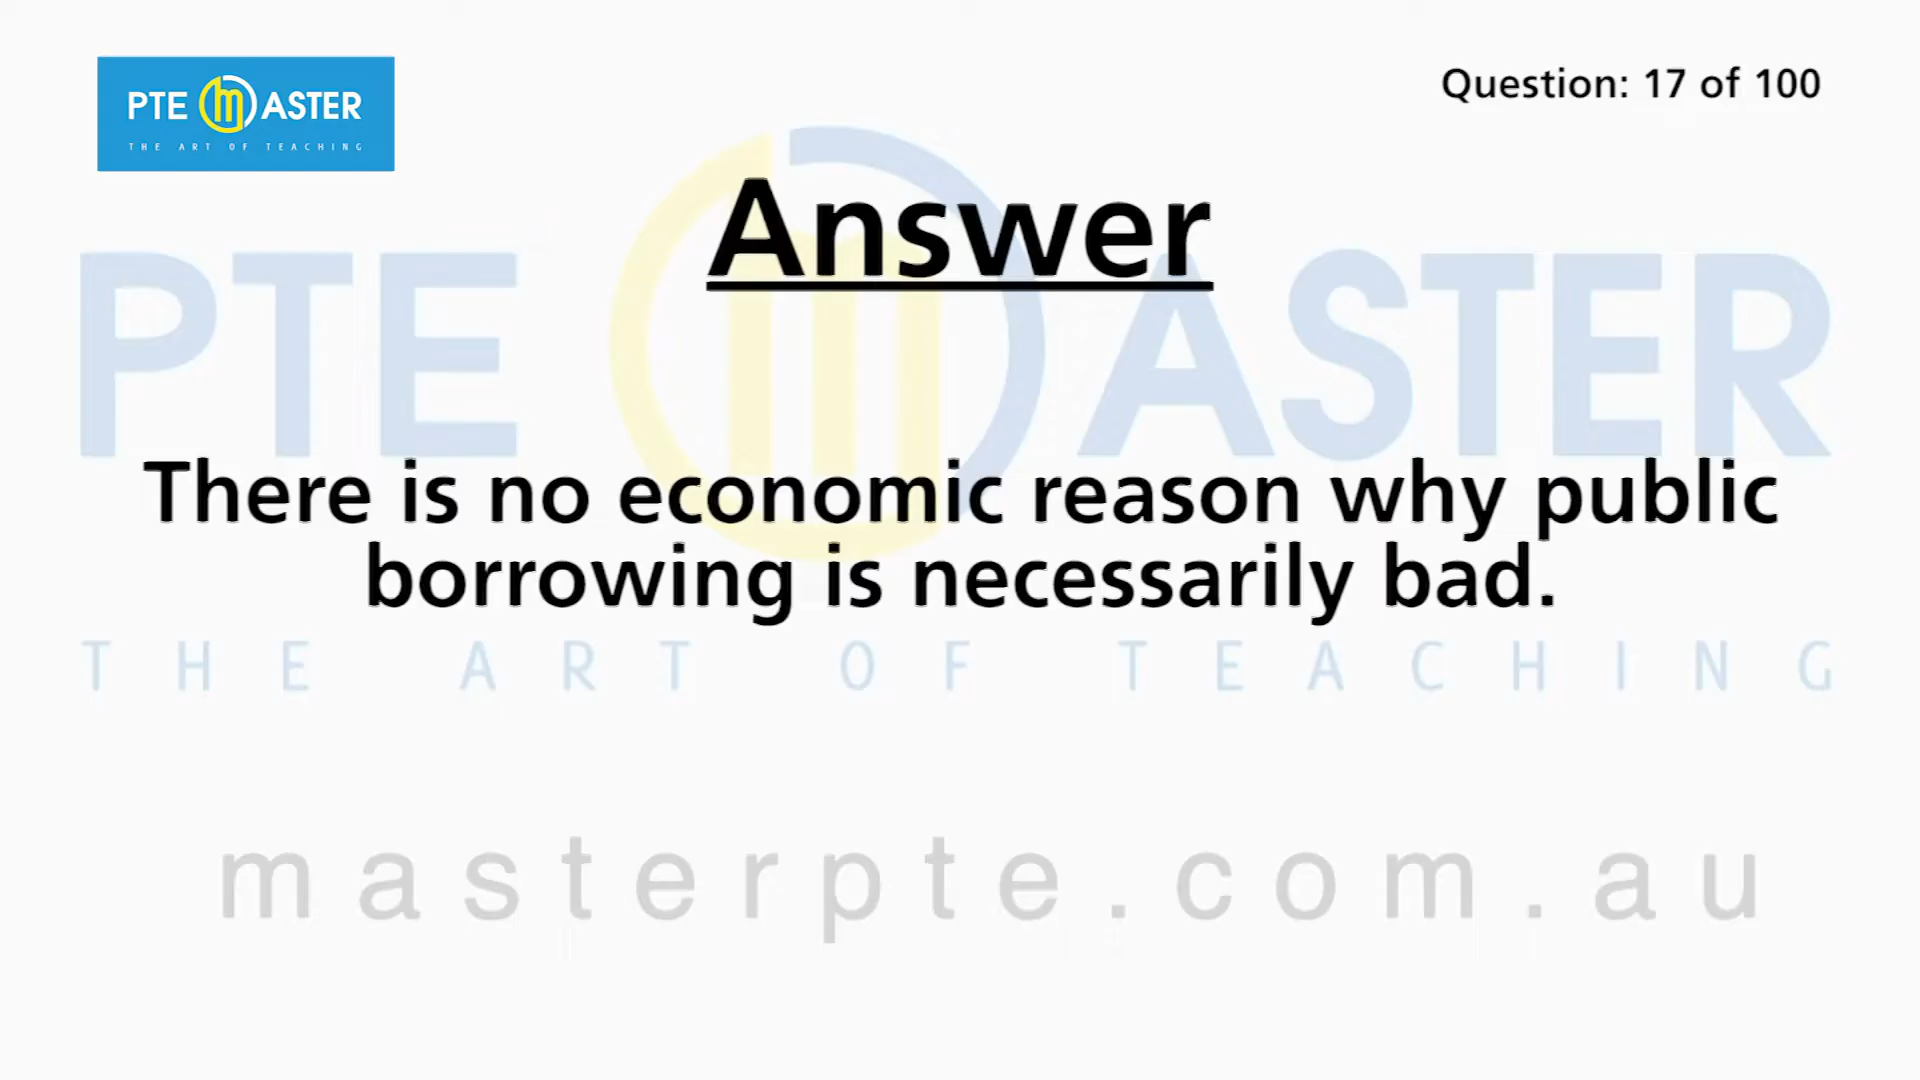 PTE MASTER
THE ART OF TEACHING
Question: 17 of 100
Answer
PTE MASTER
There is no economic reason why public
borrowing is necessarily bad.
THE ART OF TEACHING
masterpte.com.au